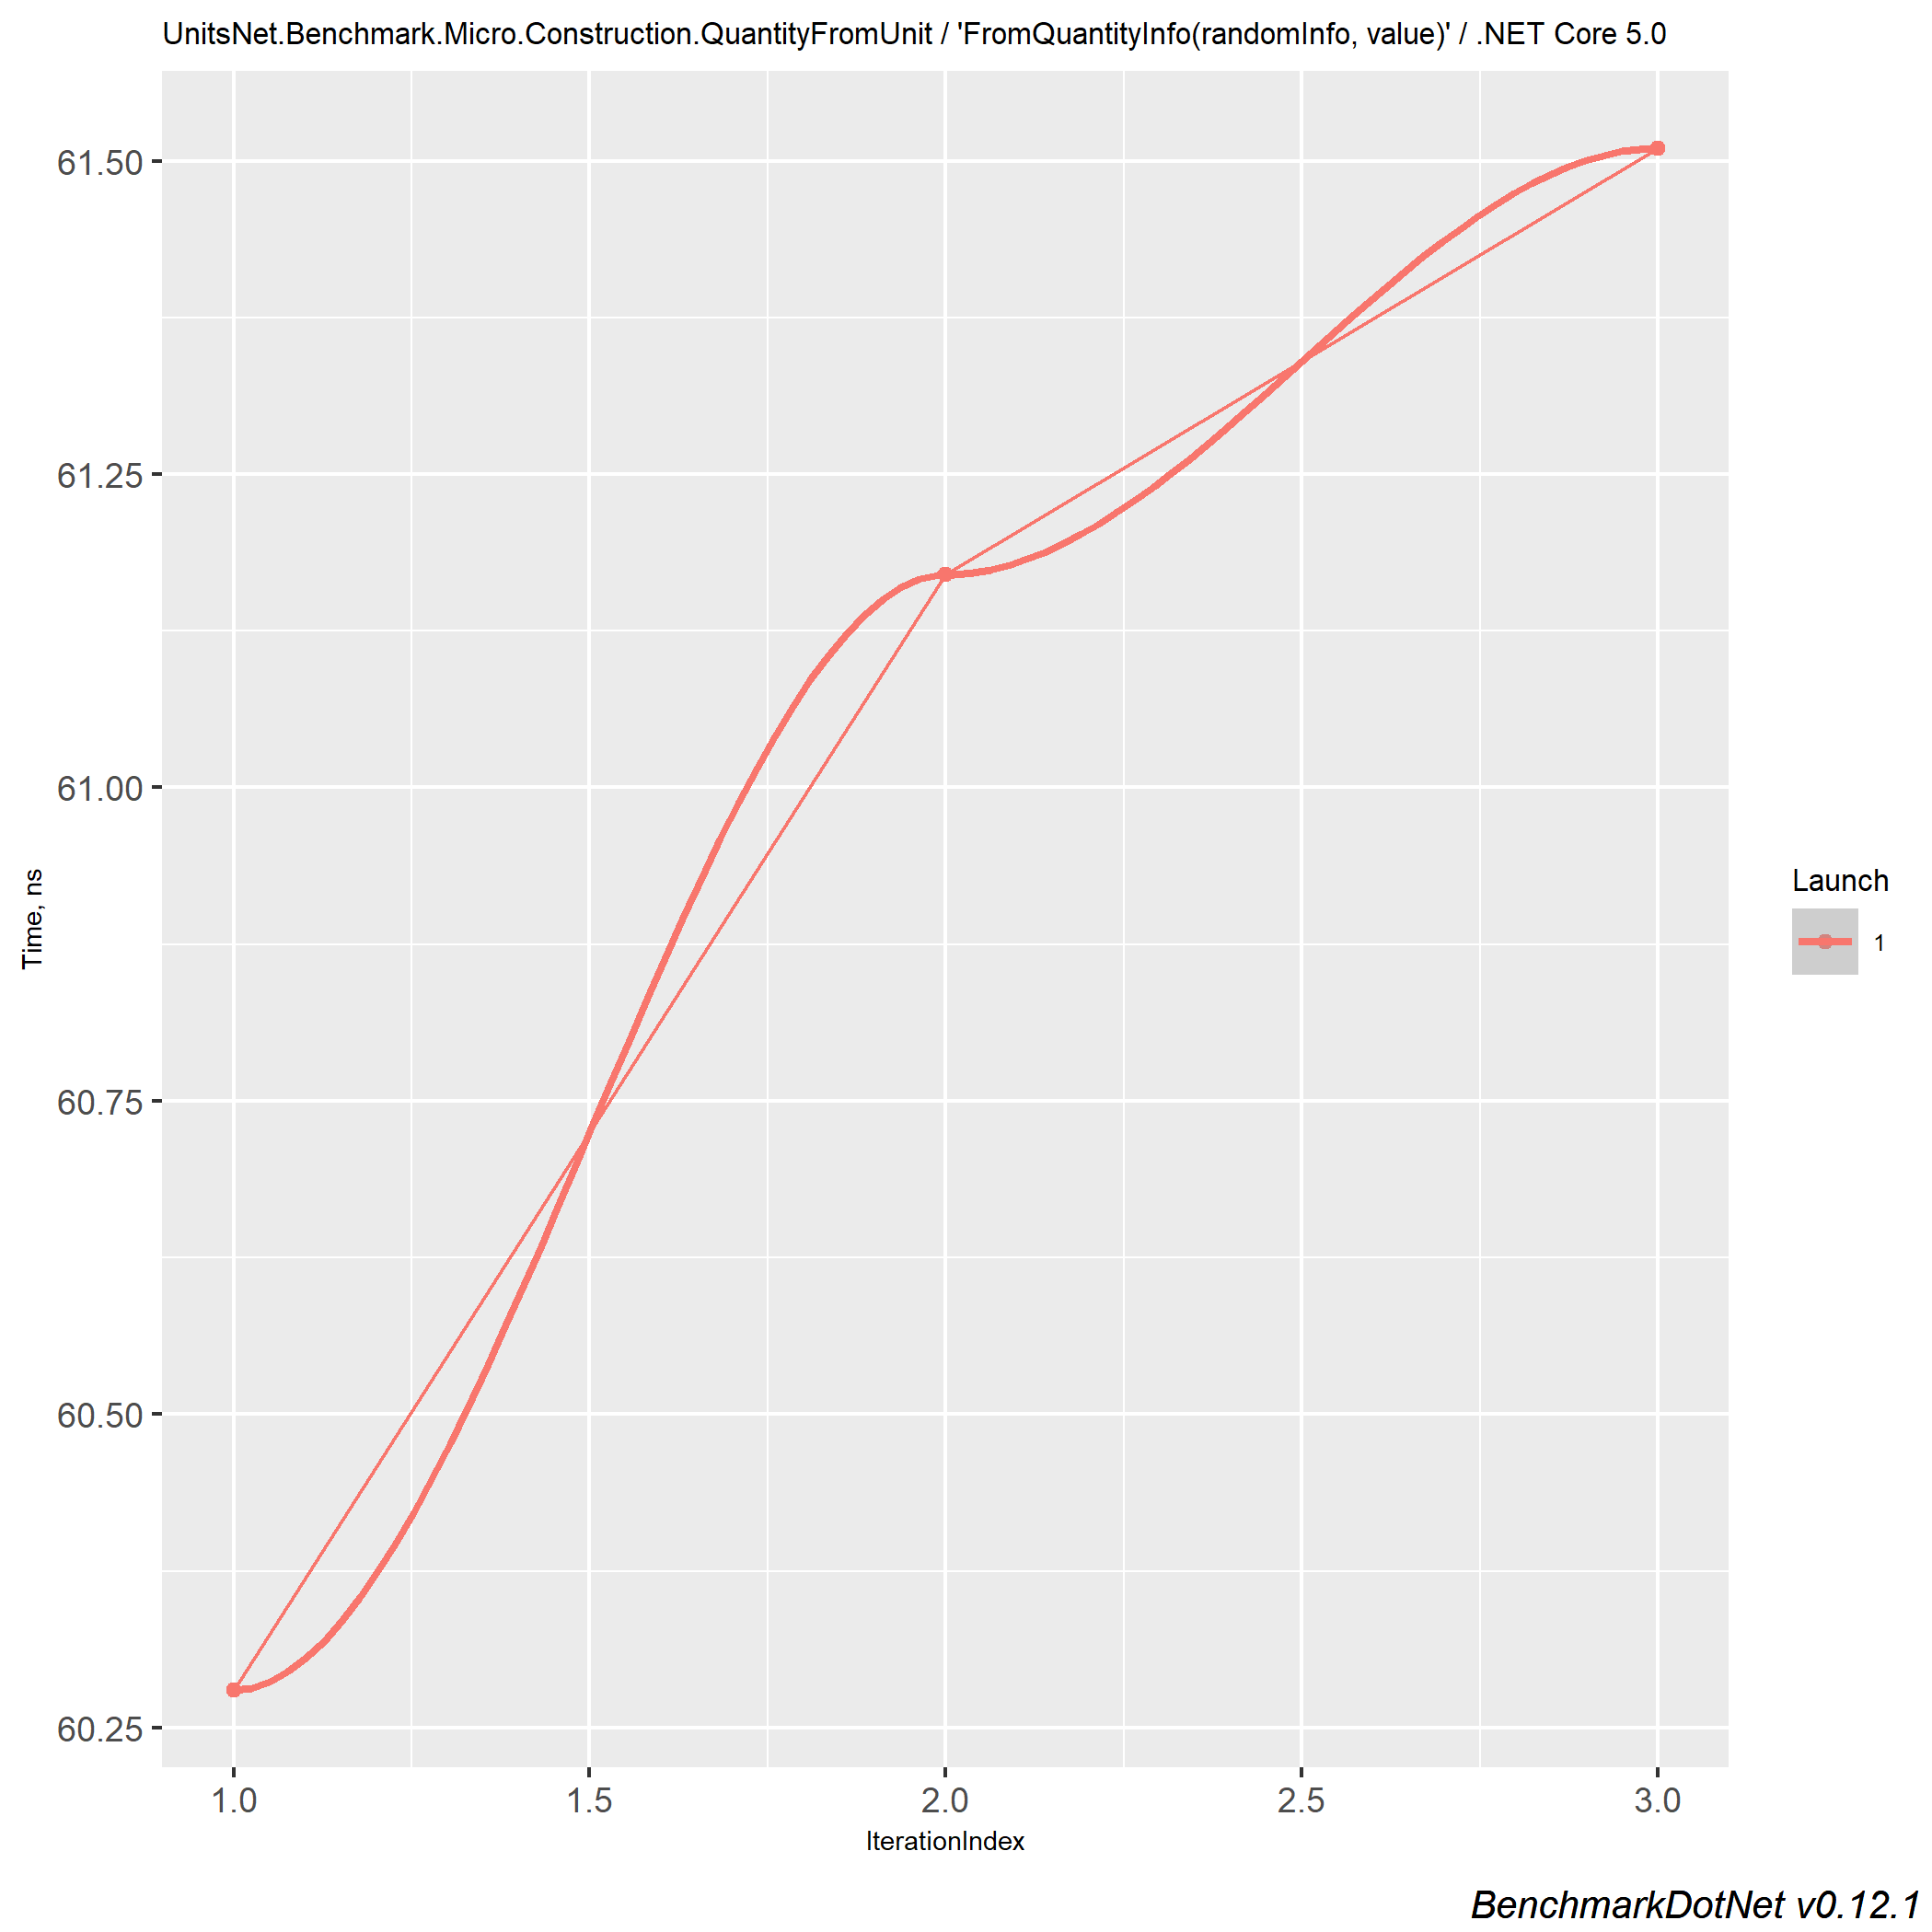 UnitsNet.Benchmark.Micro.Construction.QuantityFromUnit / 'FromQuantityInfo(randomInfo, value)' / .NET Core 5.0
61.50
61.25
61.00
60.75
60.50
60.25
Time, ns
1.0
1.5
2.0
2.5
3.0
IterationIndex
Launch
1
BenchmarkDotNet v0.12.1